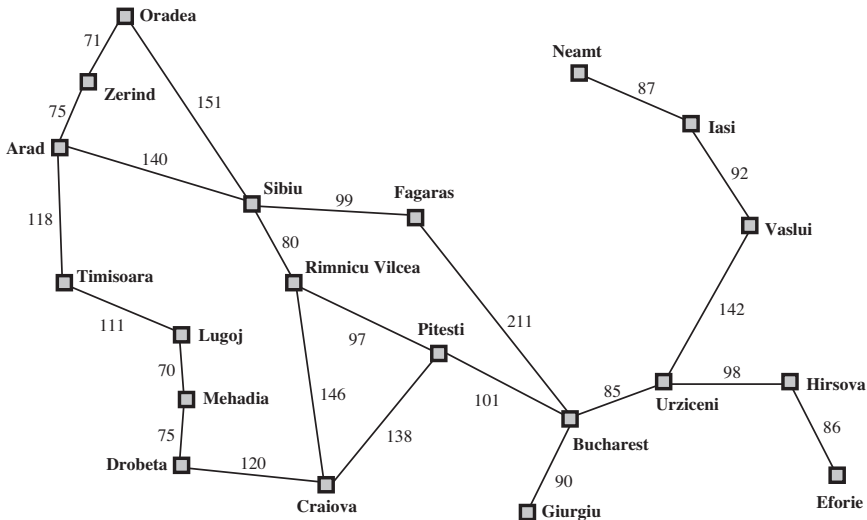 Oradea
71
Neamt
87
Zerind
75
151
Iasi
Arad
140
92
Sibiu
99
Fagaras
118
Vaslui
80
Timisoara
Rimnicu Vilcea
142
111
Lugoj
97
Pitesti
211
70
98
Mehadia
146
101
85
Hirsova
Urziceni
75
138
86
Bucharest
Drobeta
120
90
Craiova
Giurgiu
Eforie